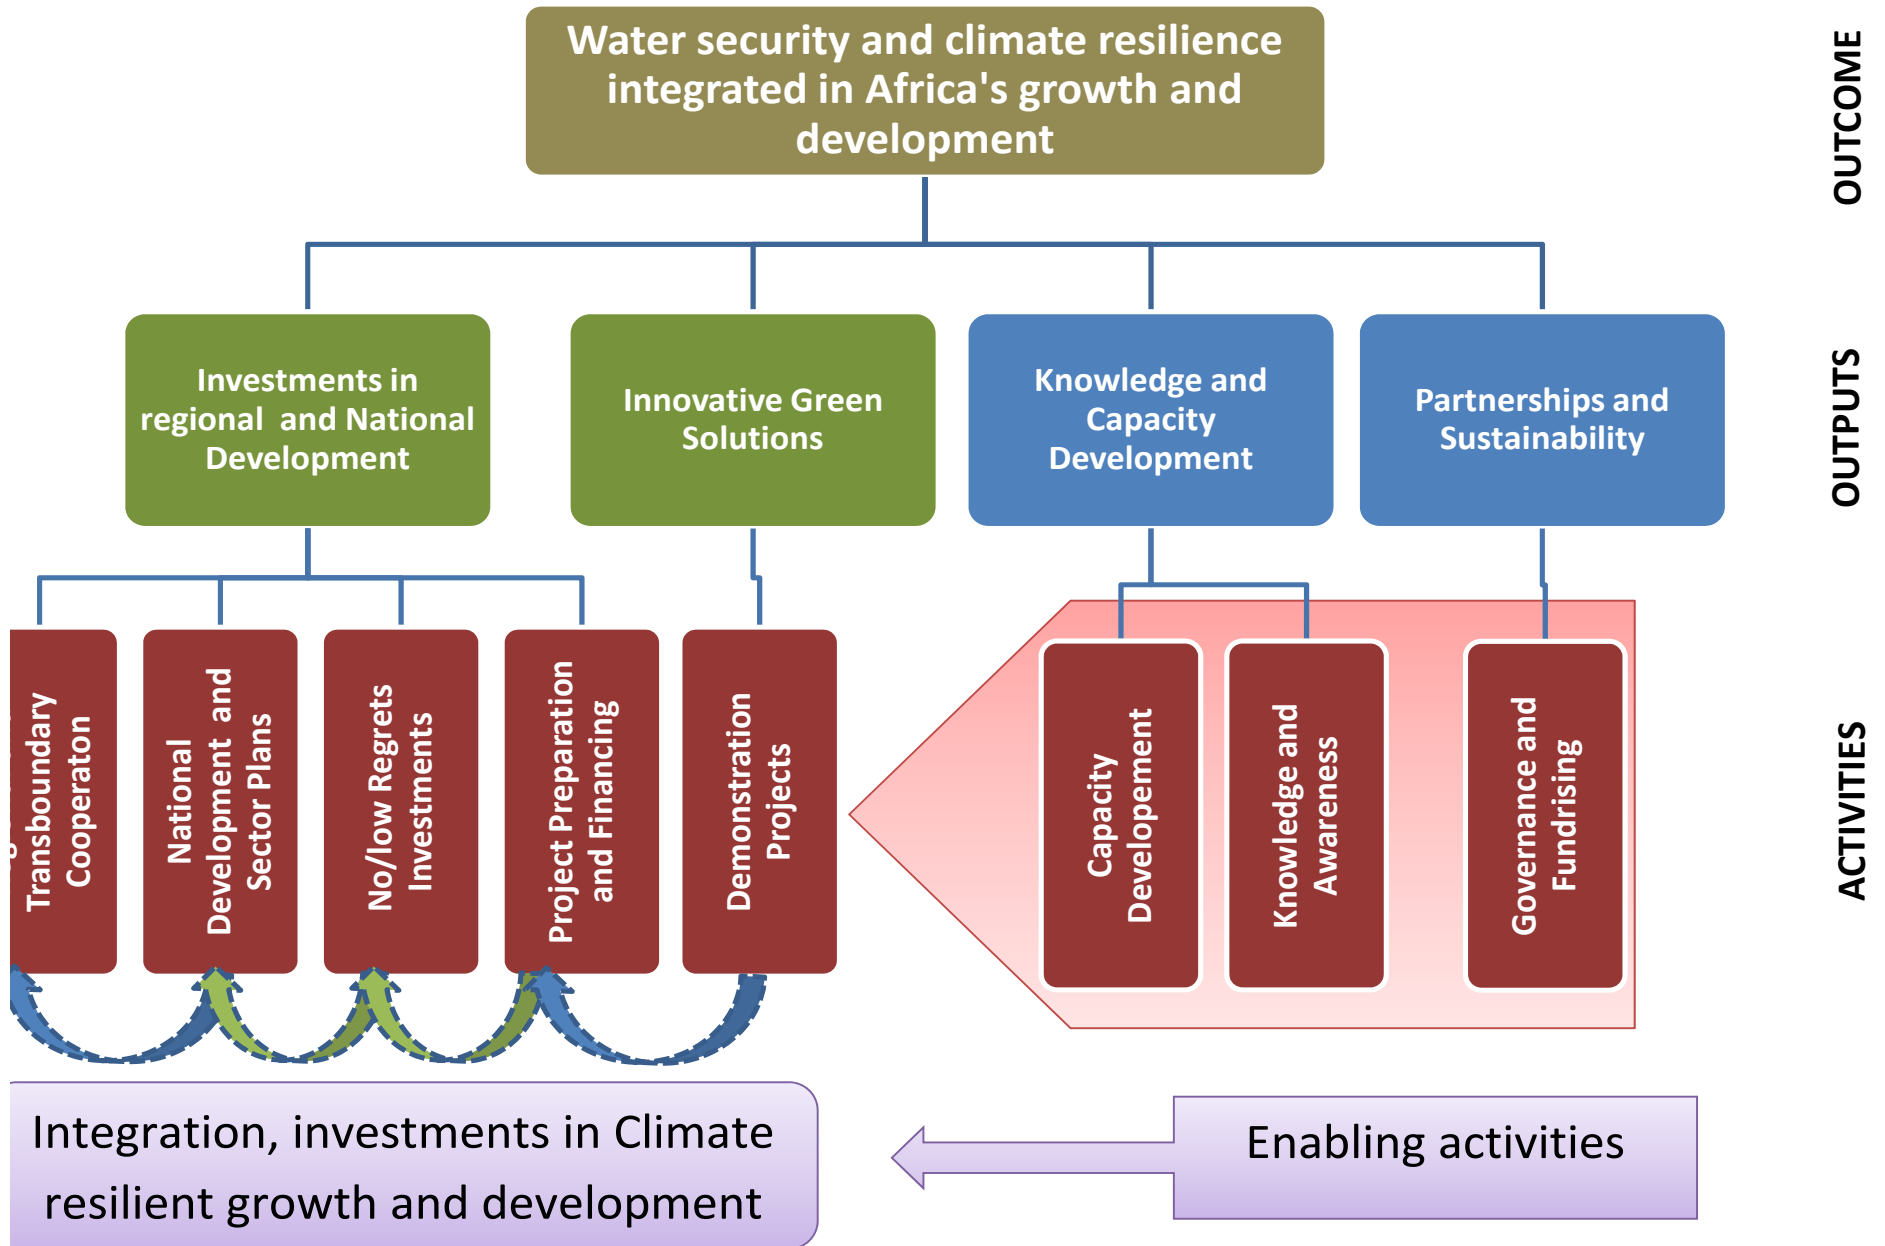 Water security and climate resilience
integrated in Africa's growth and
development
OUTCOME
Investments in
regional and National
Development
Innovative Green
Solutions
Knowledge and
Capacity
Development
Partnerships and
Sustainability
OUTPUTS
Transboundary
Cooperaton
National
Development and
Sector Plans
No/low Regrets
Investments
Project Preparation
and Financing
Demonstration
Projects
Capacity
Developement
Knowledge and
Awareness
Governance and
Fundrising
ACTIVITIES
Integration, investments in Climate
resilient growth and development
Enabling activities